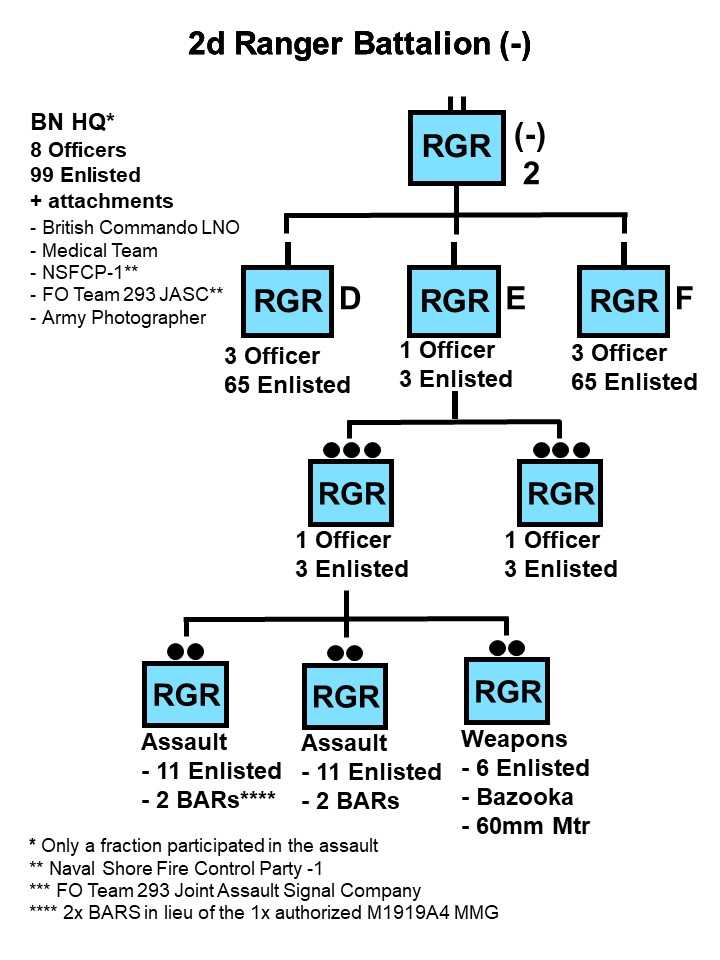 2d Ranger Battalion (-)
BN HQ*
8 Officers
99 Enlisted
+ attachments
- British Commando LNO
- Medical Team
- NSFCP-1**
- FO Team 293 JASC**
- Army Photographer
RGR
(-)
2
RGR D
3 Officer
65 Enlisted
RGR E
1 Officer
3 Enlisted
RGR F
3 Officer
65 Enlisted
RGR
1 Officer
3 Enlisted
RGR
1 Officer
3 Enlisted
RGR
Assault
- 11 Enlisted
- 2 BARs****
RGR
Assault
- 11 Enlisted
- 2 BARs
RGR
Weapons
- 6 Enlisted
- Bazooka
- 60mm Mtr
* Only a fraction participated in the assault
** Naval Shore Fire Control Party -1
*** FO Team 293 Joint Assault Signal Company
**** 2x BARS in lieu of the 1x authorized M1919A4 MMG